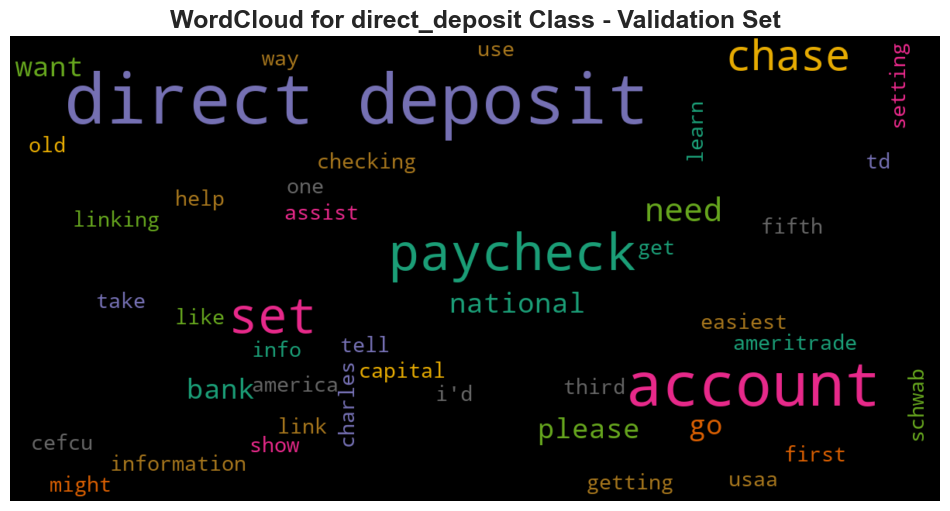 WordCloud for direct_deposit Class - Validation Set
want
way
use
chase
setting
direct deposit
learn
old
checking
td
one
help
assist
linking
need
fifth
paycheck
get
take
like
set
national
info
tell
easiest
ameritrade
bank
america
charles
capital
i'd
third
account
schwab
cefcu
link
show
please
go
information
first
might
getting
usaa